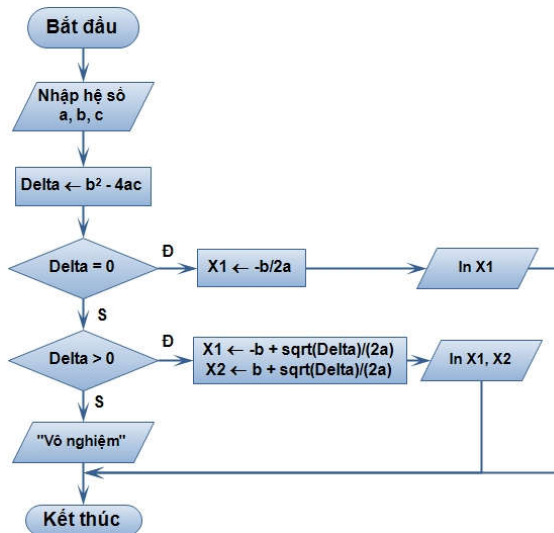 Bắt đầu
Nhập hệ số
a, b, c
Delta ← b² - 4ac
Delta = 0
Đ
X1 ← -b/2a
In X1
S
Delta > 0
Đ
X1 ← -b + sqrt(Delta)/(2a)
X2 ← b + sqrt(Delta)/(2a)
In X1, X2
S
"Vô nghiệm"
Kết thúc